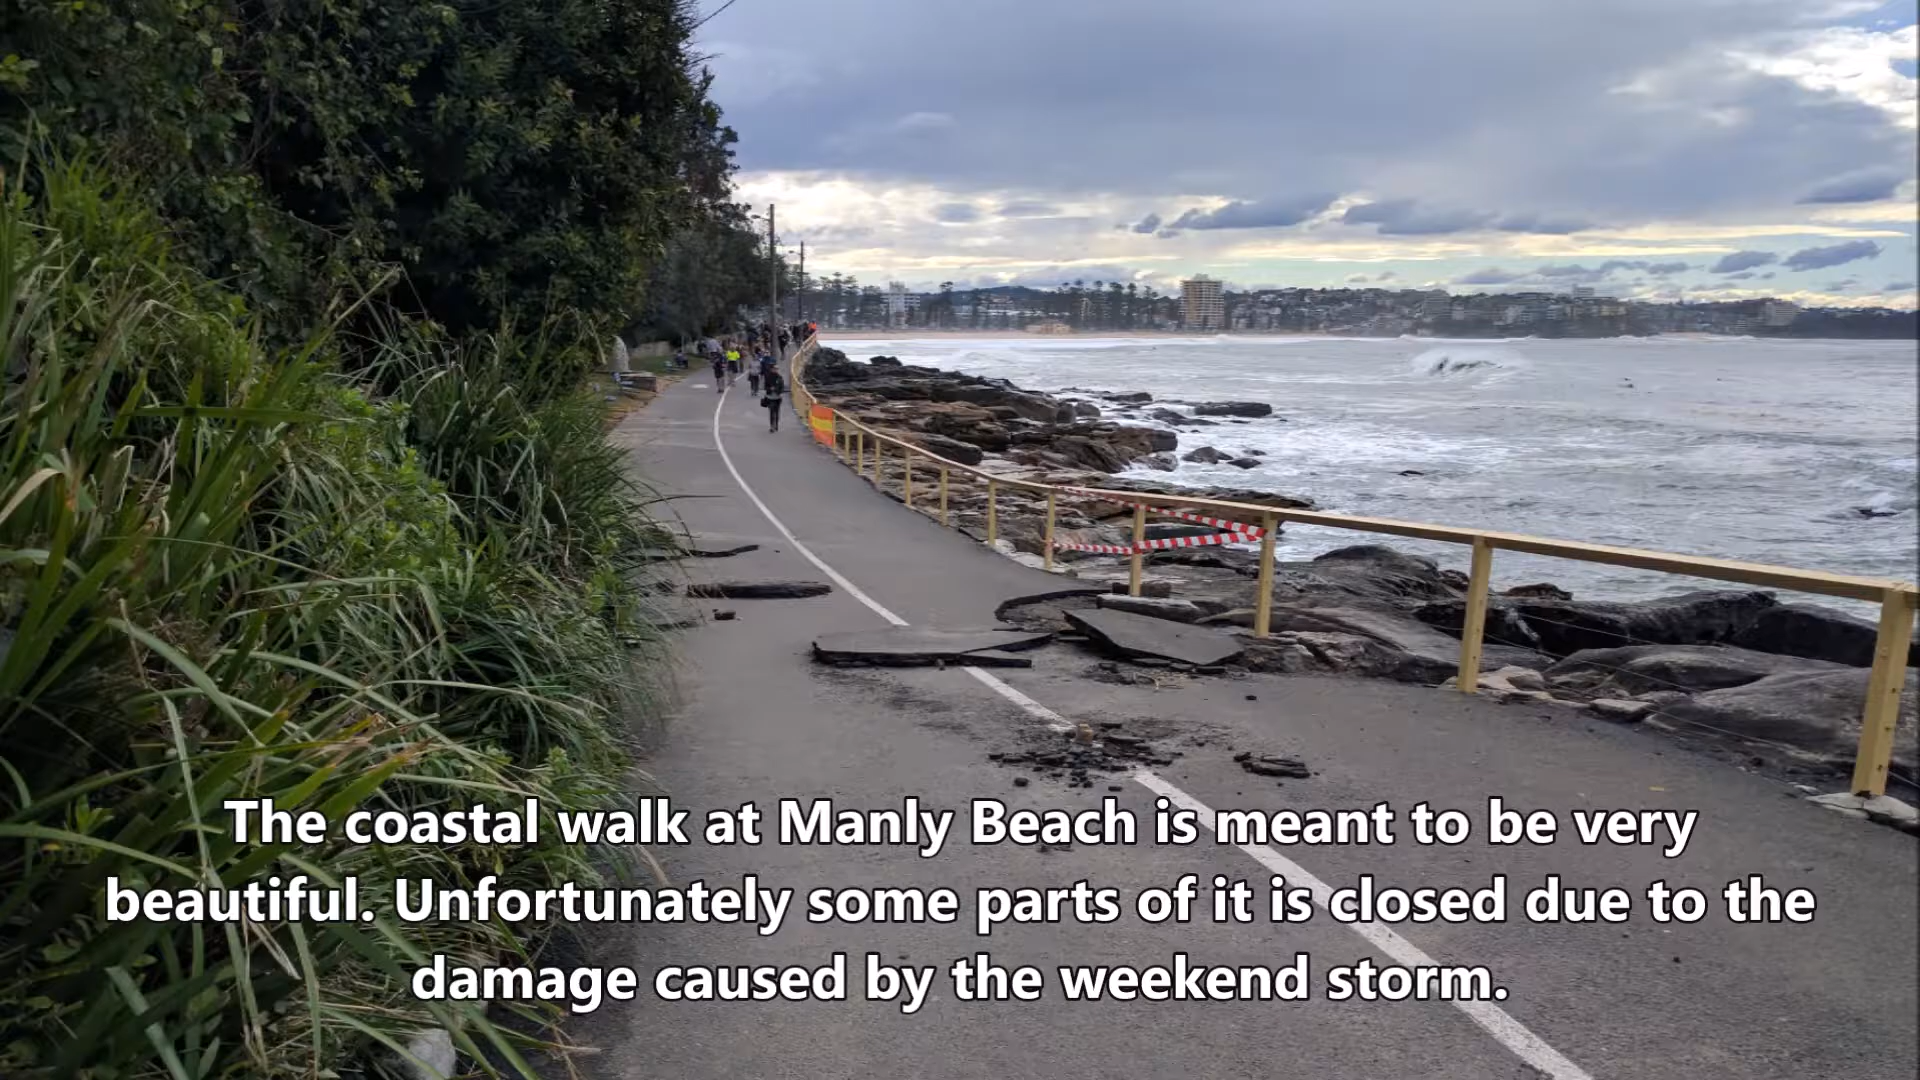 The coastal walk at Manly Beach is meant to be very
beautiful. Unfortunately some parts of it is closed due to the
damage caused by the weekend storm.